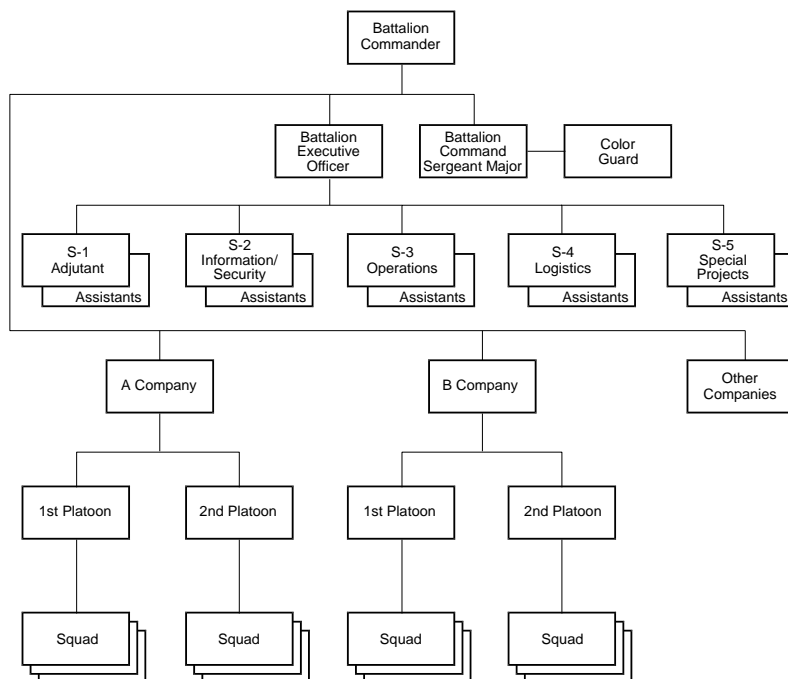 Battalion
Commander
Battalion
Executive
Officer
Battalion
Command
Sergeant Major
Color
Guard
S-1
Adjutant
Assistants
S-2
Information/
Security
Assistants
S-3
Operations
Assistants
S-4
Logistics
Assistants
S-5
Special
Projects
Assistants
A Company
B Company
Other
Companies
1st Platoon
2nd Platoon
1st Platoon
2nd Platoon
Squad
Squad
Squad
Squad